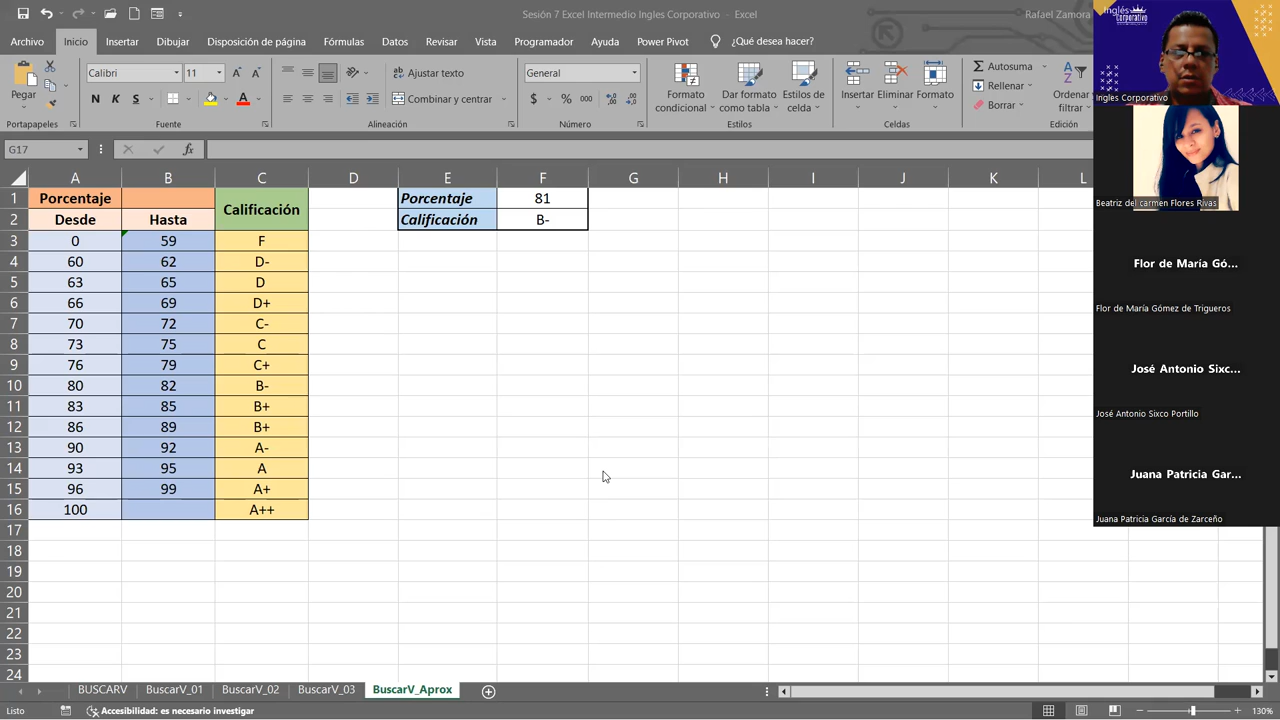 Sesión 7 Excel Intermedio Ingles Corporativo - Excel
Rafael Zamora
Archivo Inicio Insertar Dibujar Disposición de página Fórmulas Datos Revisar Vista Programador Ayuda Power Pivot ¿Qué desea hacer?
Pegar
Calibri 11
N K S
Ajustar texto
Combinar y centrar
General
$ % 000
Formato condicional
Dar formato como tabla
Estilos de celda
Insertar Eliminar Formato
Autosuma
Rellenar
Borrar
Ordenar filtrar
Portapapeles Fuente Alineación Número Estilos Celdas Edición
G17 fx
A B C D E F G H I J K L
1 Porcentaje Calificación Porcentaje 81
2 Desde Hasta Calificación B-
3 0 59 F
4 60 62 D-
5 63 65 D
6 66 69 D+
7 70 72 C-
8 73 75 C
9 76 79 C+
10 80 82 B-
11 83 85 B+
12 86 89 B+
13 90 92 A-
14 93 95 A
15 96 99 A+
16 100 A++
17
18
19
20
21
22
23
24
BUSCARV BuscarV_01 BuscarV_02 BuscarV_03 BuscarV_Aprox
Listo Accesibilidad: es necesario investigar 130%
Inglés Corporativo
Ingles Corporativo
Beatriz del carmen Flores Rivas
Flor de María Gó...
Flor de María Gómez de Trigueros
José Antonio Sixc...
José Antonio Sixco Portillo
Juana Patricia Gar...
Juana Patricia García de Zarceño